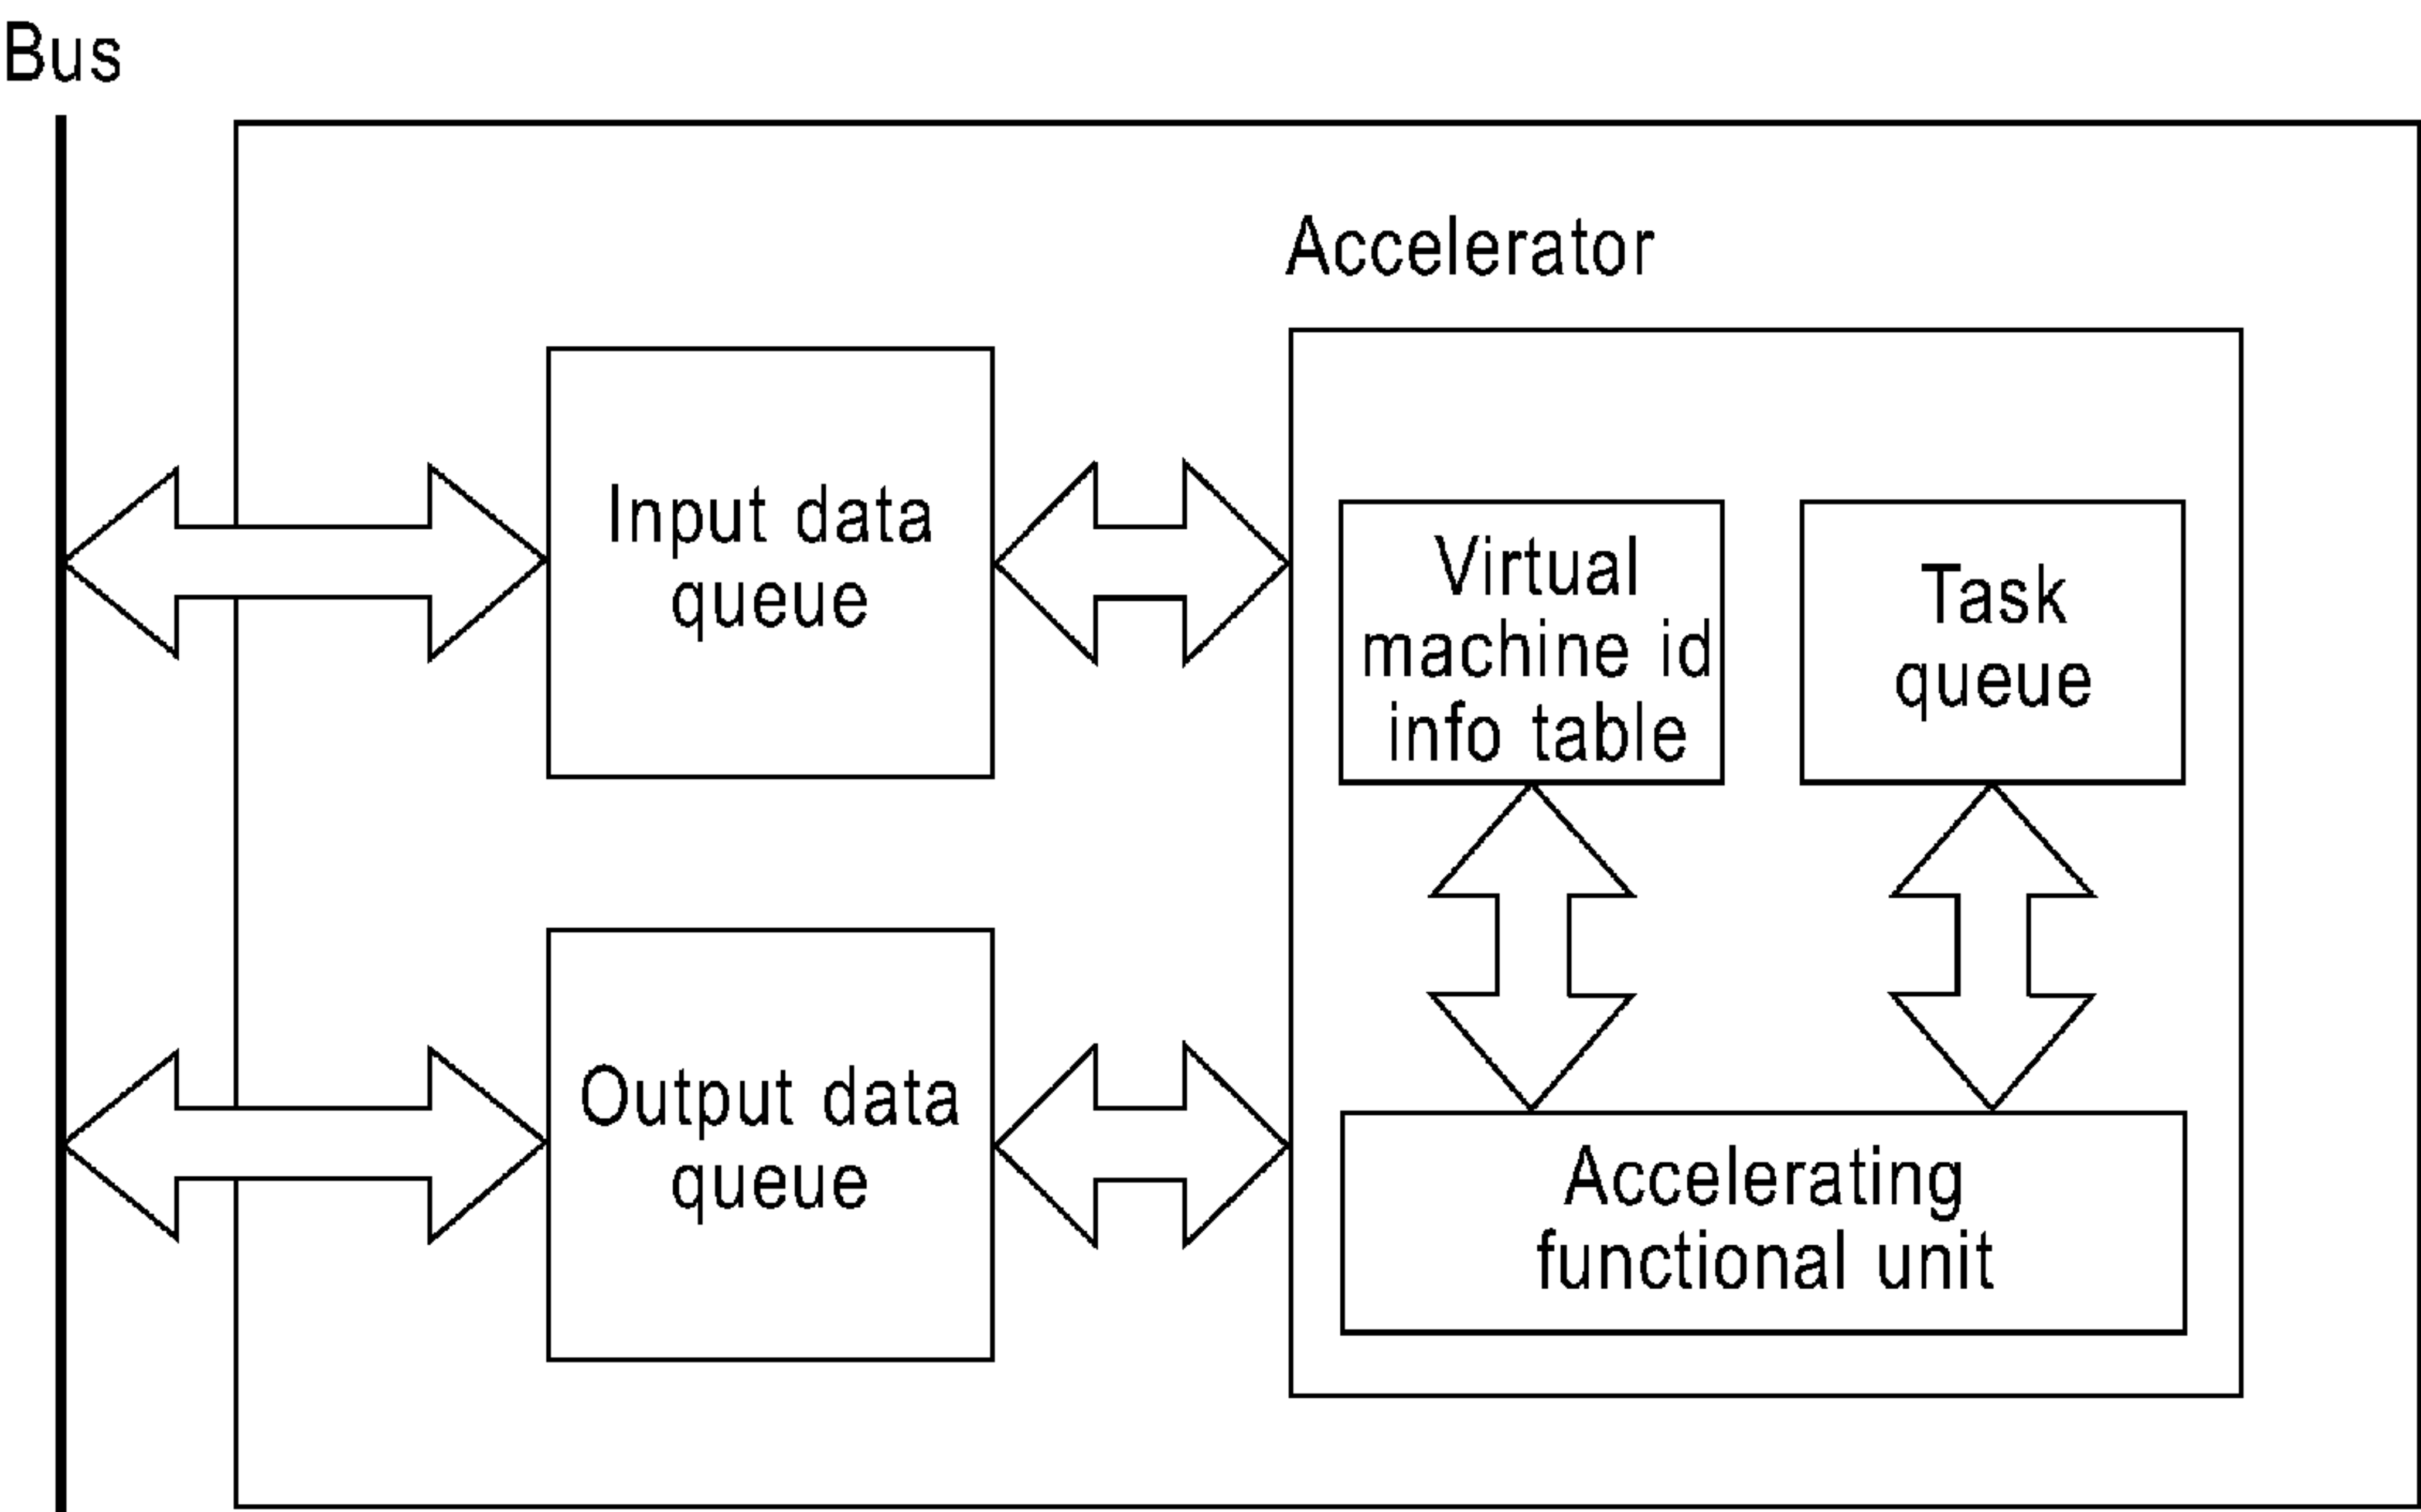 Bus
Accelerator
Input data
queue
Virtual
machine id
info table
Task
queue
Output data
queue
Accelerating
functional unit